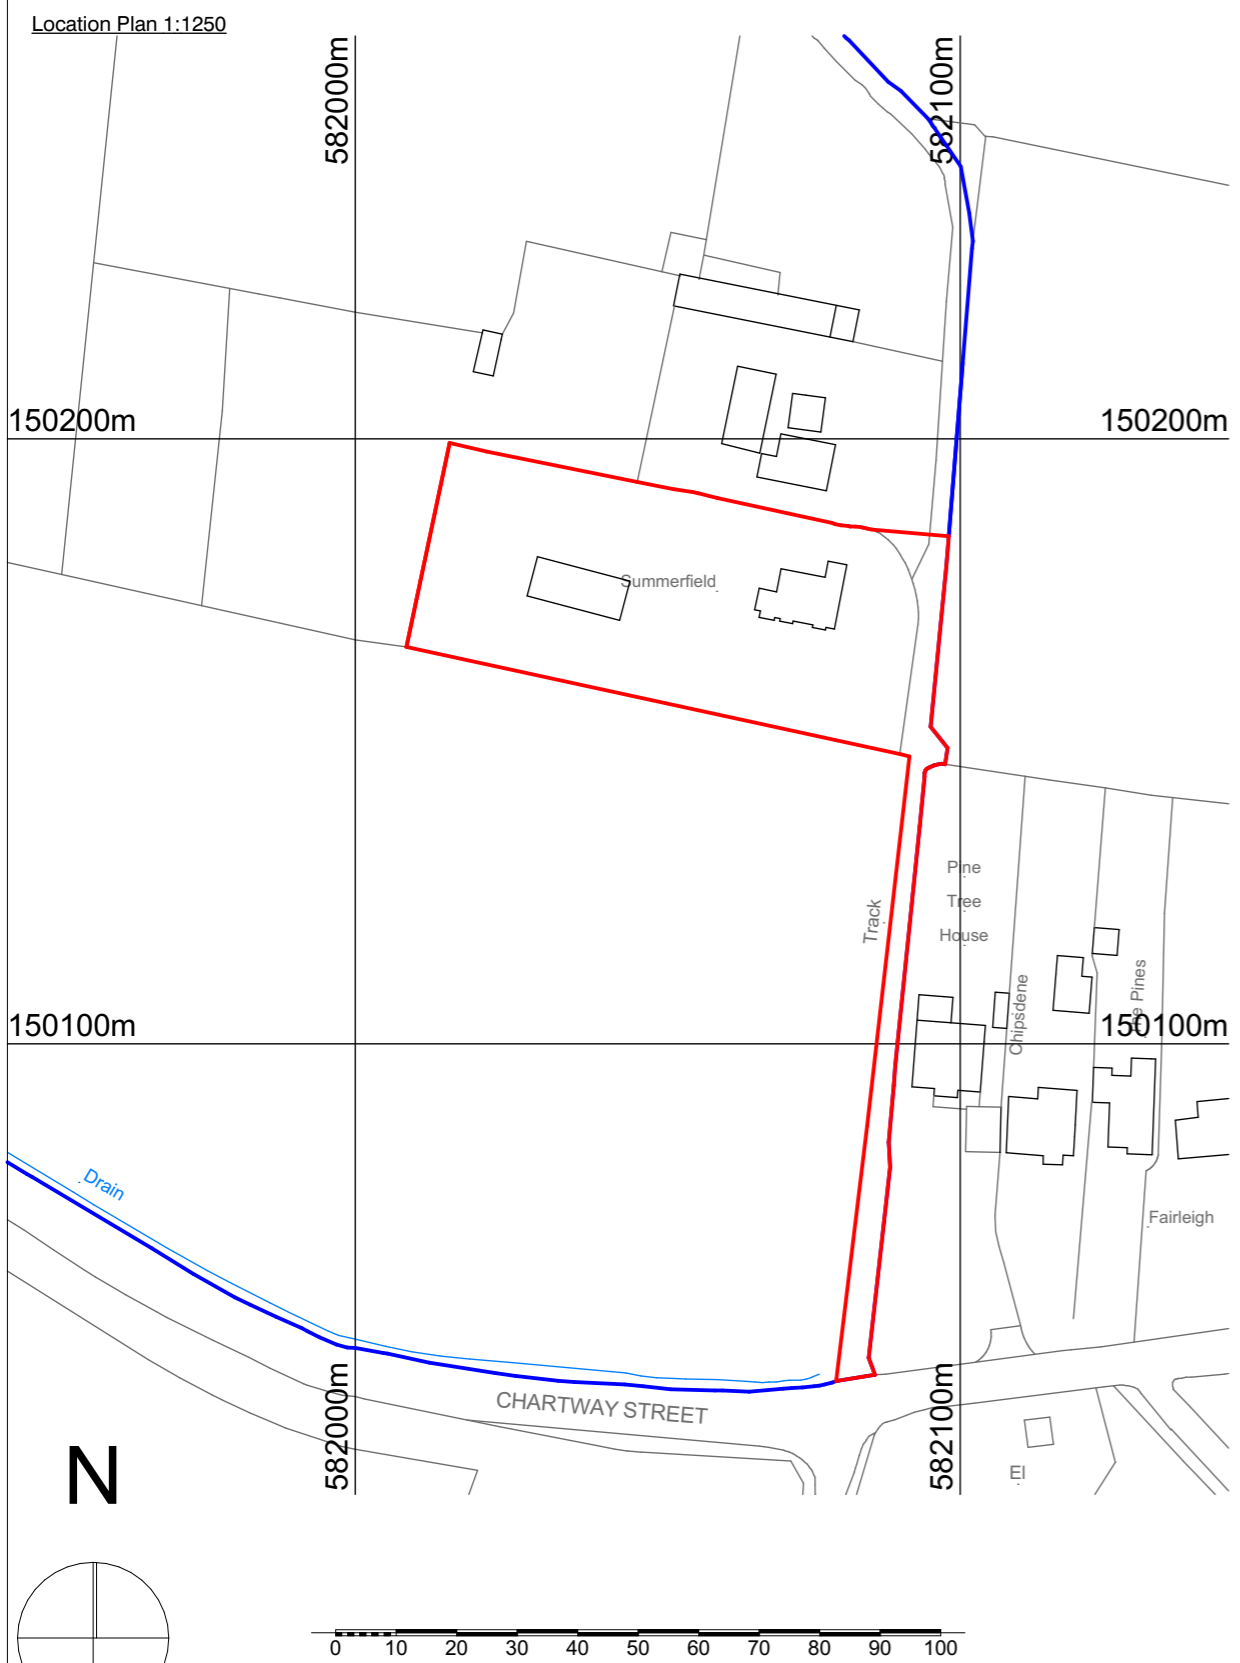 Location Plan 1:1250
582000m
582100m
150200m
150200m
Summerfield
Pine
Tree
House
Track
Chipsdene
Pines
150100m
150100m
Drain
Fairleigh
CHARTWAY STREET
582000m
582100m
El
N
0 10 20 30 40 50 60 70 80 90 100